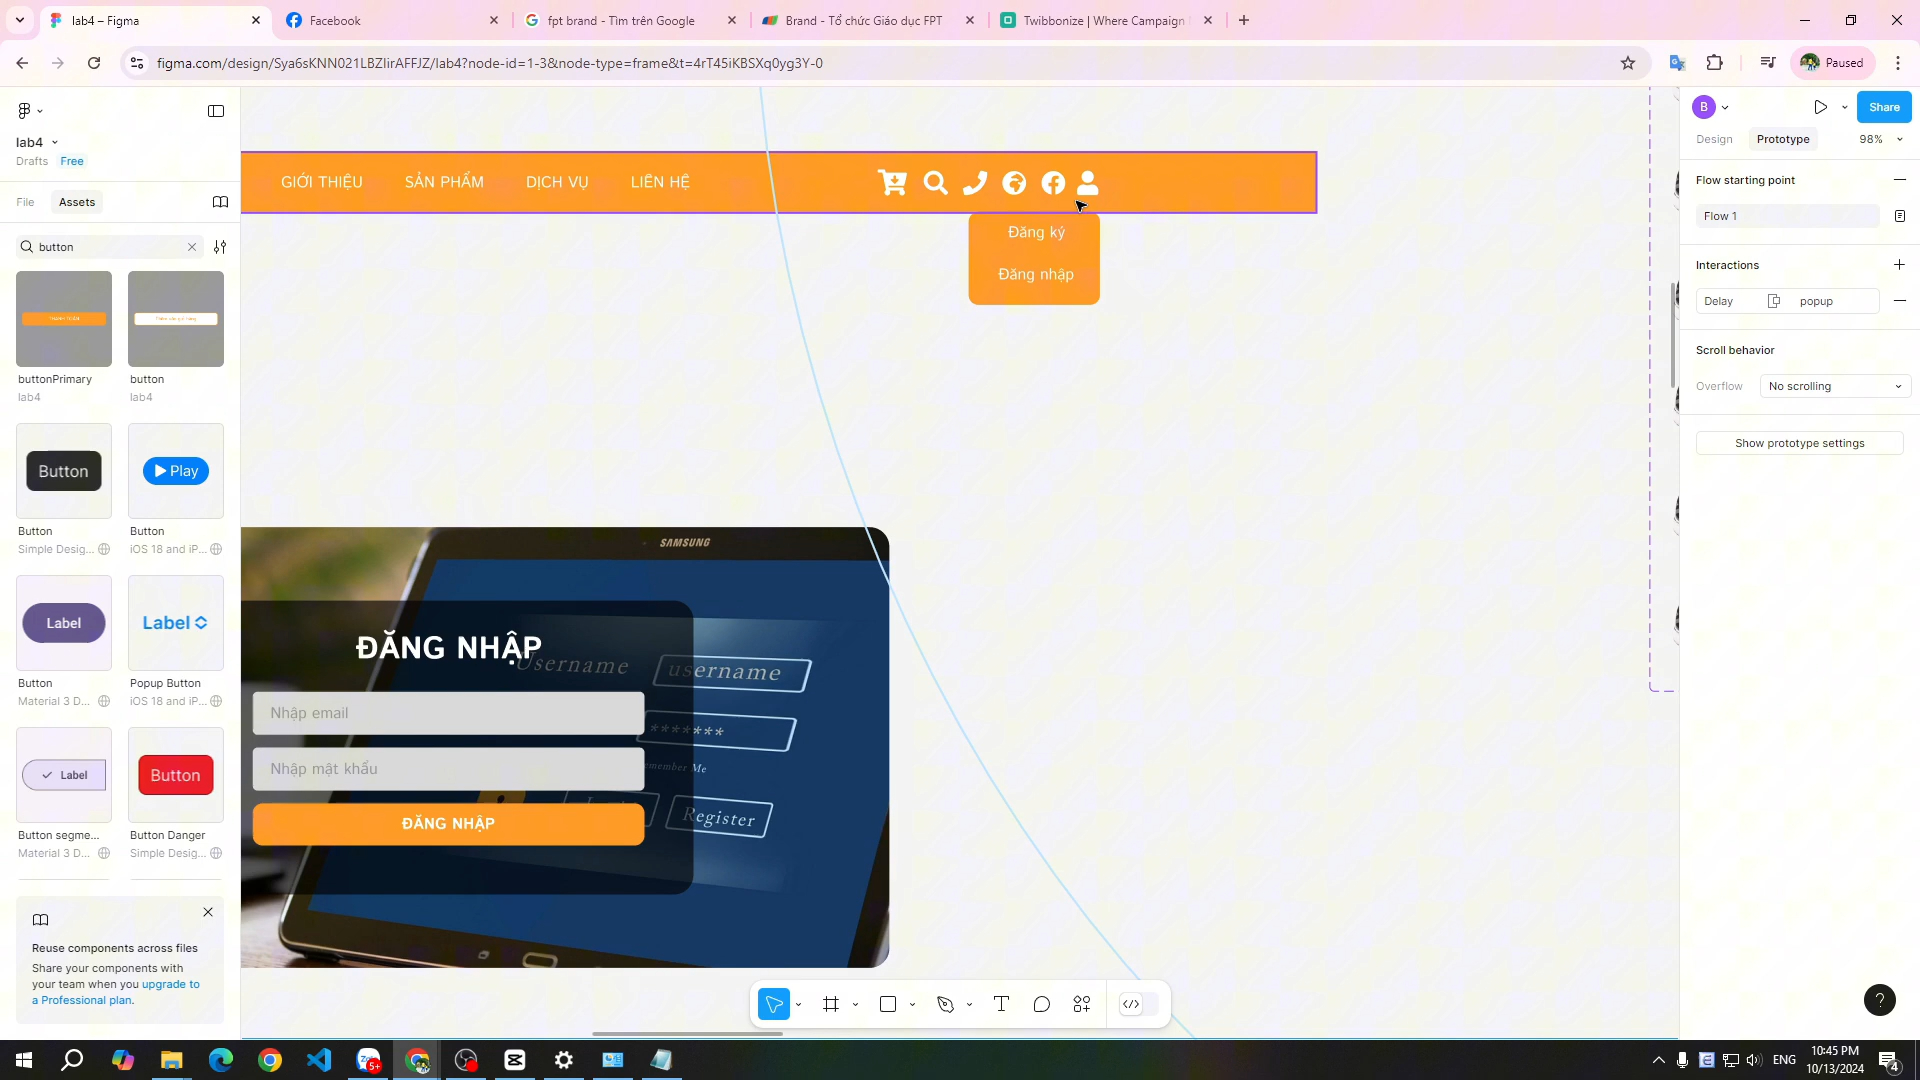 lab4 – Figma
Facebook
fpt brand - Tìm trên Google
Brand - Tổ chức Giáo dục FPT
Twibbonize | Where Campaign
figma.com/design/Sya6sKNN021LBZlirAFFJZ/lab4?node-id=1-3&node-type=frame&t=4rT45iKBSXq0yg3Y-0
Paused
lab4
Drafts Free
File Assets
button
buttonPrimary
lab4
button
lab4
Button
Button
Simple Desig...
Play
Button
iOS 18 and iP...
Label
Button
Material 3 D...
Label
Popup Button
iOS 18 and iP...
Label
Button segme...
Material 3 D...
Button
Button Danger
Simple Desig...
Reuse components across files
Share your components with
your team when you upgrade to
a Professional plan.
GIỚI THIỆU SẢN PHẨM DỊCH VỤ LIÊN HỆ
Đăng ký
Đăng nhập
SAMSUNG
ĐĂNG NHẬP
Username username
Nhập email
*******
Nhập mật khẩu
emember Me
ĐĂNG NHẬP
Register
B
Share
Design Prototype 98%
Flow starting point
Flow 1
Interactions
Delay popup
Scroll behavior
Overflow No scrolling
Show prototype settings
?
5+
ENG
10:45 PM
10/13/2024
4